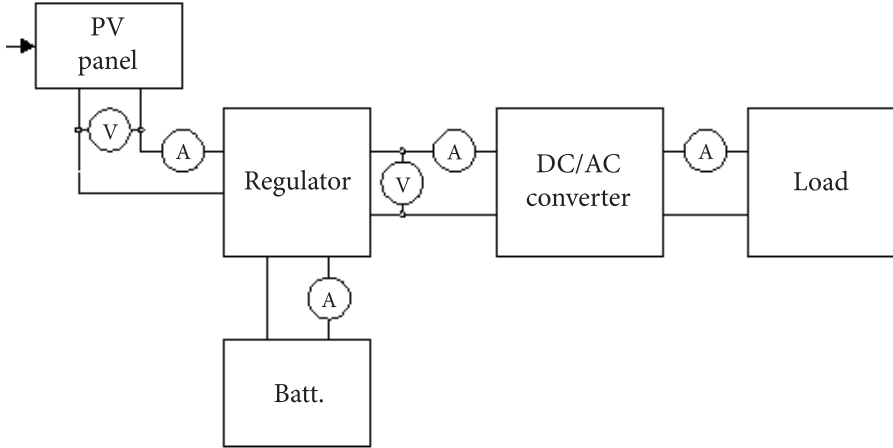 PV
panel
V
A
Regulator
A
V
DC/AC
converter
A
Load
A
Batt.